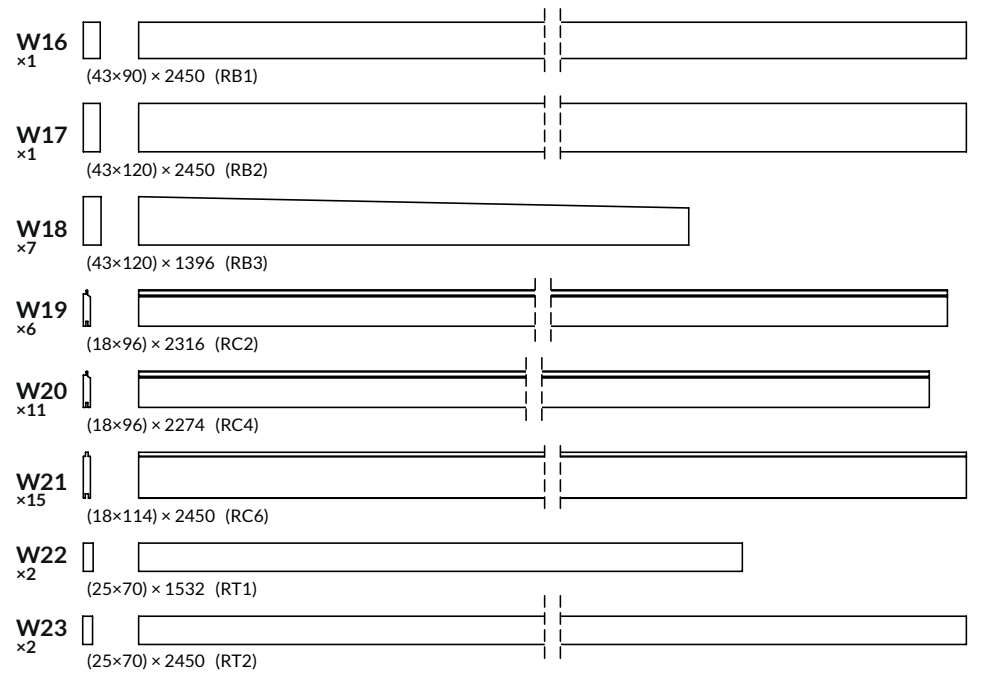 W16
×1
(43×90) × 2450 (RB1)
W17
×1
(43×120) × 2450 (RB2)
W18
×7
(43×120) × 1396 (RB3)
W19
×6
(18×96) × 2316 (RC2)
W20
×11
(18×96) × 2274 (RC4)
W21
×15
(18×114) × 2450 (RC6)
W22
×2
(25×70) × 1532 (RT1)
W23
×2
(25×70) × 2450 (RT2)